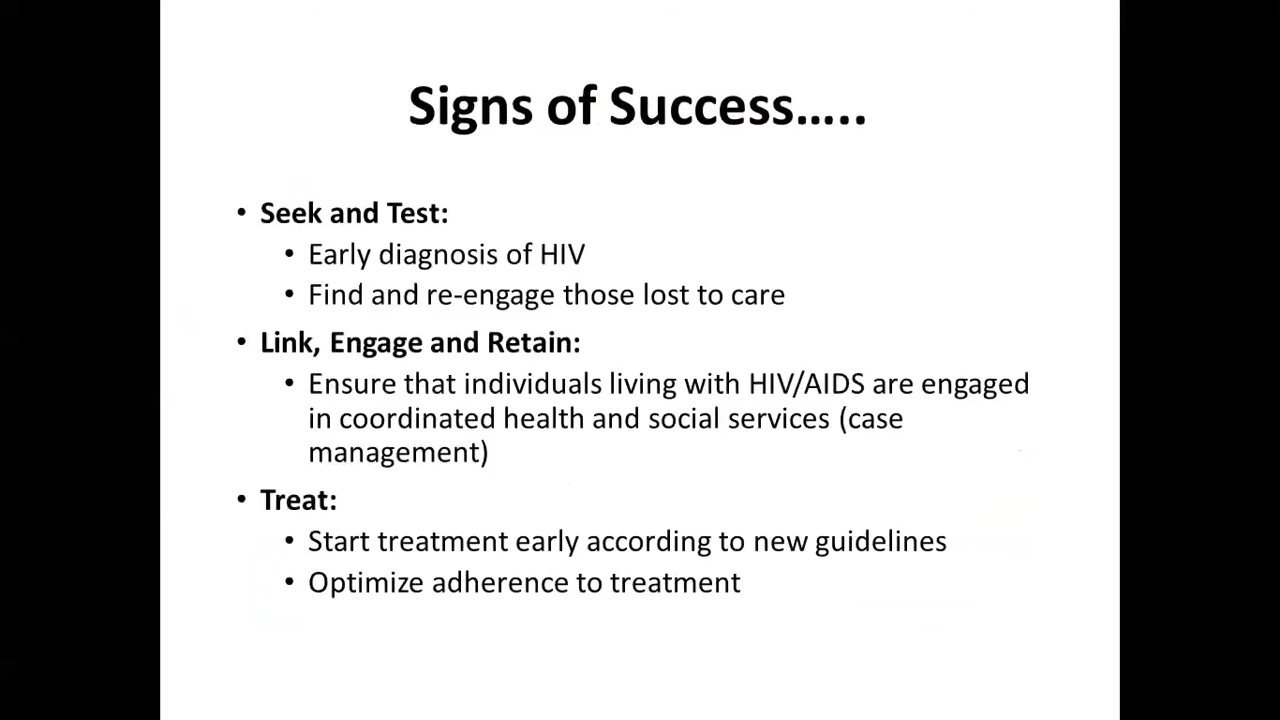 Signs of Success…..
• Seek and Test:
• Early diagnosis of HIV
• Find and re-engage those lost to care
• Link, Engage and Retain:
• Ensure that individuals living with HIV/AIDS are engaged
in coordinated health and social services (case
management)
• Treat:
• Start treatment early according to new guidelines
• Optimize adherence to treatment